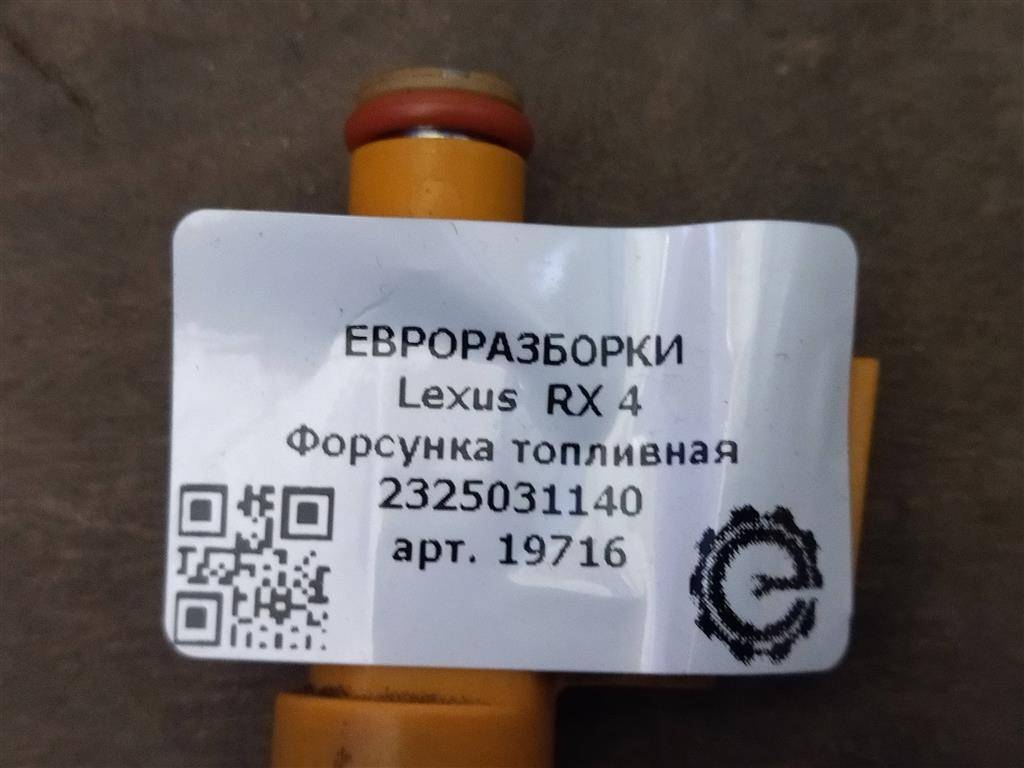 ЕВРОРАЗБОРКИ
Lexus RX 4
Форсунка топливная
2325031140
арт. 19716